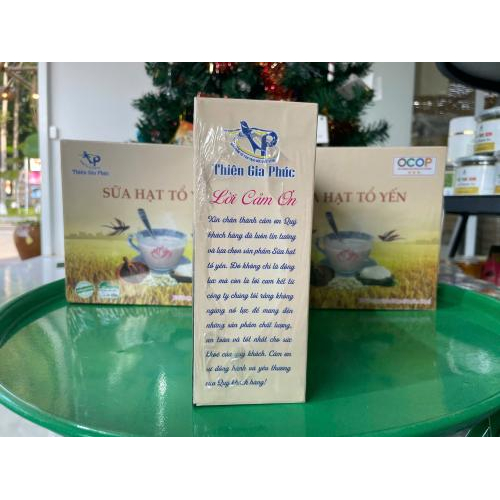 Thiên Gia Phúc
Lời Cảm Ơn
Xin chân thành cảm ơn Quý
khách hàng đã luôn tin tưởng
và lựa chọn sản phẩm Sữa hạt
tổ yến. Đó không chỉ là động
lực mà còn là lời cam kết từ
công ty chúng tôi rằng không
ngừng nỗ lực để mang đến
những sản phẩm chất lượng,
an toàn và tốt nhất cho sức
khỏe của quý khách. Cảm ơn
sự đồng hành và yêu thương
của Quý khách hàng!
Thiên Gia Phúc
SỮA HẠT TỔ Y
OCOP
A HẠT TỔ YẾN